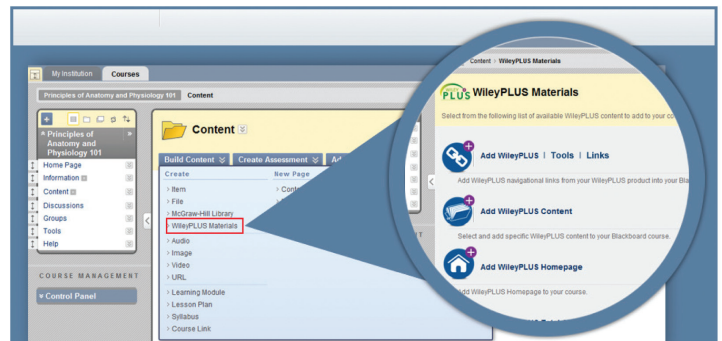 My Institution Courses
Principles of Anatomy and Physiology 101 Content
Principles of
Anatomy and
Physiology 101
Home Page
Information
Content
Discussions
Groups
Tools
Help
COURSE MANAGEMENT
Control Panel
Content
Build Content Create Assessment
Create New Page
> Item
> File
> McGraw-Hill Library
> WileyPLUS Materials
> Audio
> Image
> Video
> URL
> Learning Module
> Lesson Plan
> Syllabus
> Course Link
Content > WileyPLUS Materials
PLUS WileyPLUS Materials
Select from the following list of available WileyPLUS content to add to your
Add WileyPLUS | Tools | Links
Add WileyPLUS navigational links from your WileyPLUS product into your
Add WileyPLUS Content
Select and add specific WileyPLUS content to your Blackboard course.
Add WileyPLUS Homepage
Add WileyPLUS Homepage to your course.